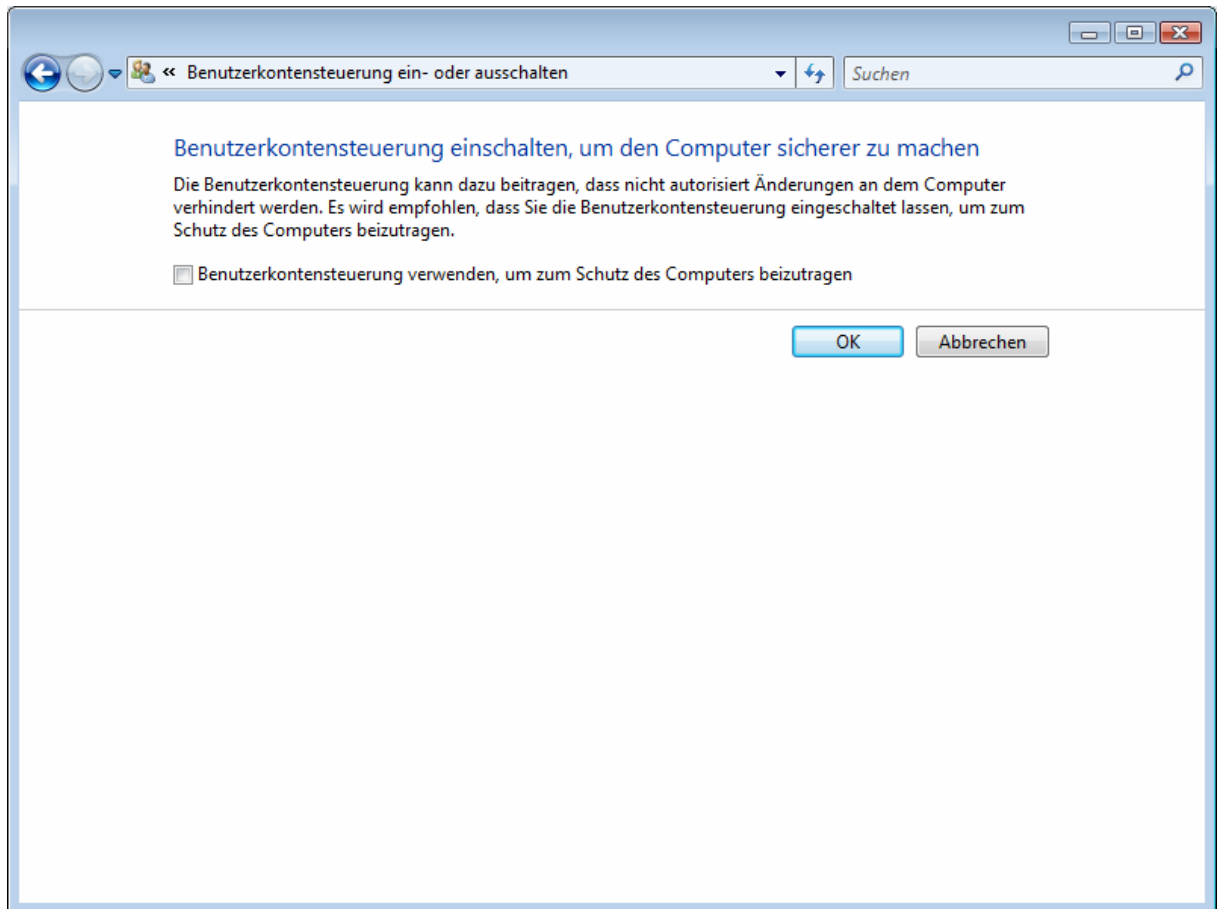 « Benutzerkontensteuerung ein- oder ausschalten
Suchen
Benutzerkontensteuerung einschalten, um den Computer sicherer zu machen
Die Benutzerkontensteuerung kann dazu beitragen, dass nicht autorisiert Änderungen an dem Computer
verhindert werden. Es wird empfohlen, dass Sie die Benutzerkontensteuerung eingeschaltet lassen, um zum
Schutz des Computers beizutragen.
Benutzerkontensteuerung verwenden, um zum Schutz des Computers beizutragen
OK
Abbrechen